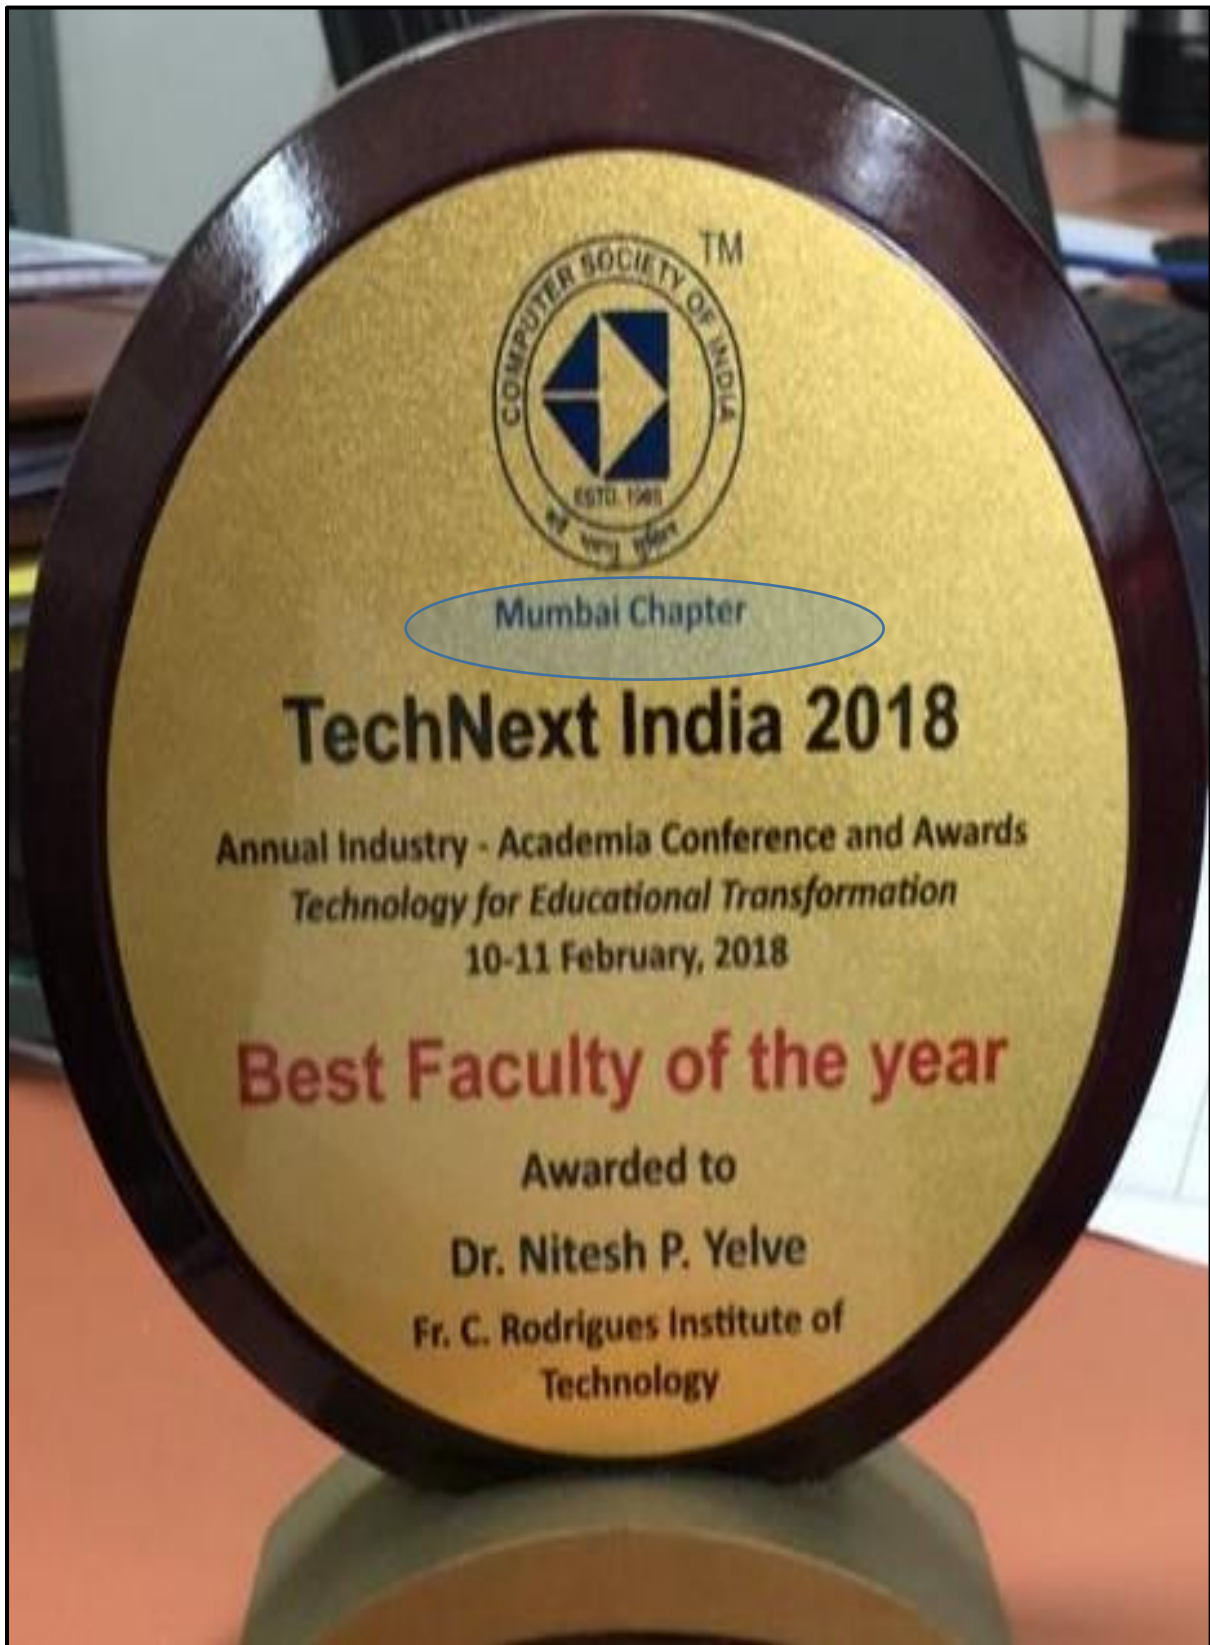 TM
COMPUTER SOCIETY OF INDIA
Mumbai Chapter
TechNext India 2018
Annual Industry - Academia Conference and Awards
Technology for Educational Transformation
10-11 February, 2018
Best Faculty of the year
Awarded to
Dr. Nitesh P. Yelve
Fr. C. Rodrigues Institute of
Technology